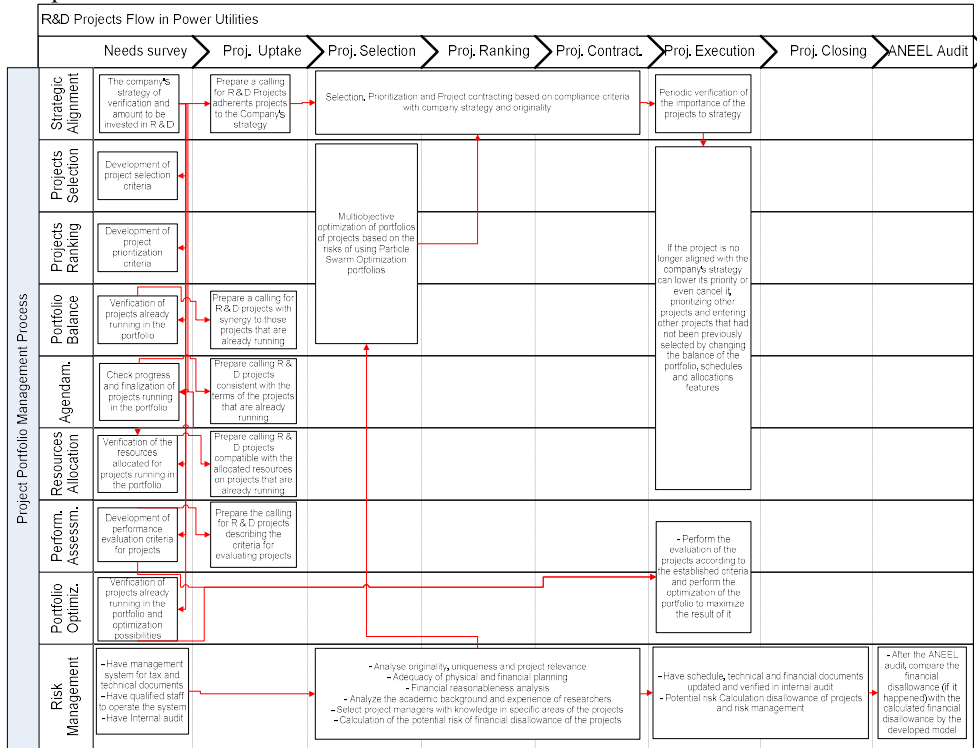 R&D Projects Flow in Power Utilities
Needs survey
Proj. Uptake
Proj. Selection
Proj. Ranking
Proj. Contract.
Proj. Execution
Proj. Closing
ANEEL Audit
Project Portfolio Management Process
Strategic
Alignment
The company's
strategy of
verification and
amount to be
invested in R & D
Prepare a calling
for R & D Projects
adherents projects
to the Company's
strategy
Selection, Prioritization and Project contracting based on compliance criteria
with company strategy and originality
Periodic verification of
the importance of the
projects to strategy
Projects
Selection
Development of
project selection
criteria
Multiobjective
optimization of portfolios
of projects based on the
risks of using Particle
Swarm Optimization
portfolios
If the project is no
longer aligned with the
company's strategy
can lower its priority or
even cancel it,
prioritizing other
projects and entering
other projects that had
not been previously
selected by changing
the balance of the
portfolio, schedules
and allocations
features
Projects
Ranking
Development of
project
prioritization
criteria
Portfolio
Balance
Verification of
projects already
running in the
portfolio
Prepare a calling
for R&D projects
with synergy to those
projects that are
already running
Agendam.
Check progress
and finalization of
projects running
in the portfolio
Prepare calling R &
D projects
consistent with the
terms of the projects
that are already
running
Resources
Allocation
Verification of the
resources
allocated for
projects running in
the portfolio
Prepare calling R &
D projects
compatible with the
allocated resources
on projects that are
already running
Perform.
Assessm.
Development of
performance
evaluation criteria
for projects
Prepare the calling
for R & D projects
describing the
criteria for
evaluating projects
- Perform the
evaluation of the
projects according to
the established criteria
and perform the
optimization of the
portfolio to maximize
the result of it
Portfolio
Optimiz.
Verification of
projects already
running in the
portfolio and
optimization
possibilities
Risk
Management
- Have management
system for tax and
technical documents
- Have qualified staff
to operate the system
- Have Internal audit
- Analyse originality, uniqueness and project relevance
- Adequacy of physical and financial planning
- Financial reasonableness analysis
- Analyze the academic background and experience of researchers
- Select project managers with knowledge in specific areas of the projects
- Calculation of the potential risk of financial disallowance of the projects
- Have schedule, technical and financial documents
updated and verified in internal audit
- Potential risk Calculation disallowance of projects
and risk management
- After the ANEEL
audit, compare the
financial
disallowance (if it
happened) with the
calculated financial
disallowance by the
developed model